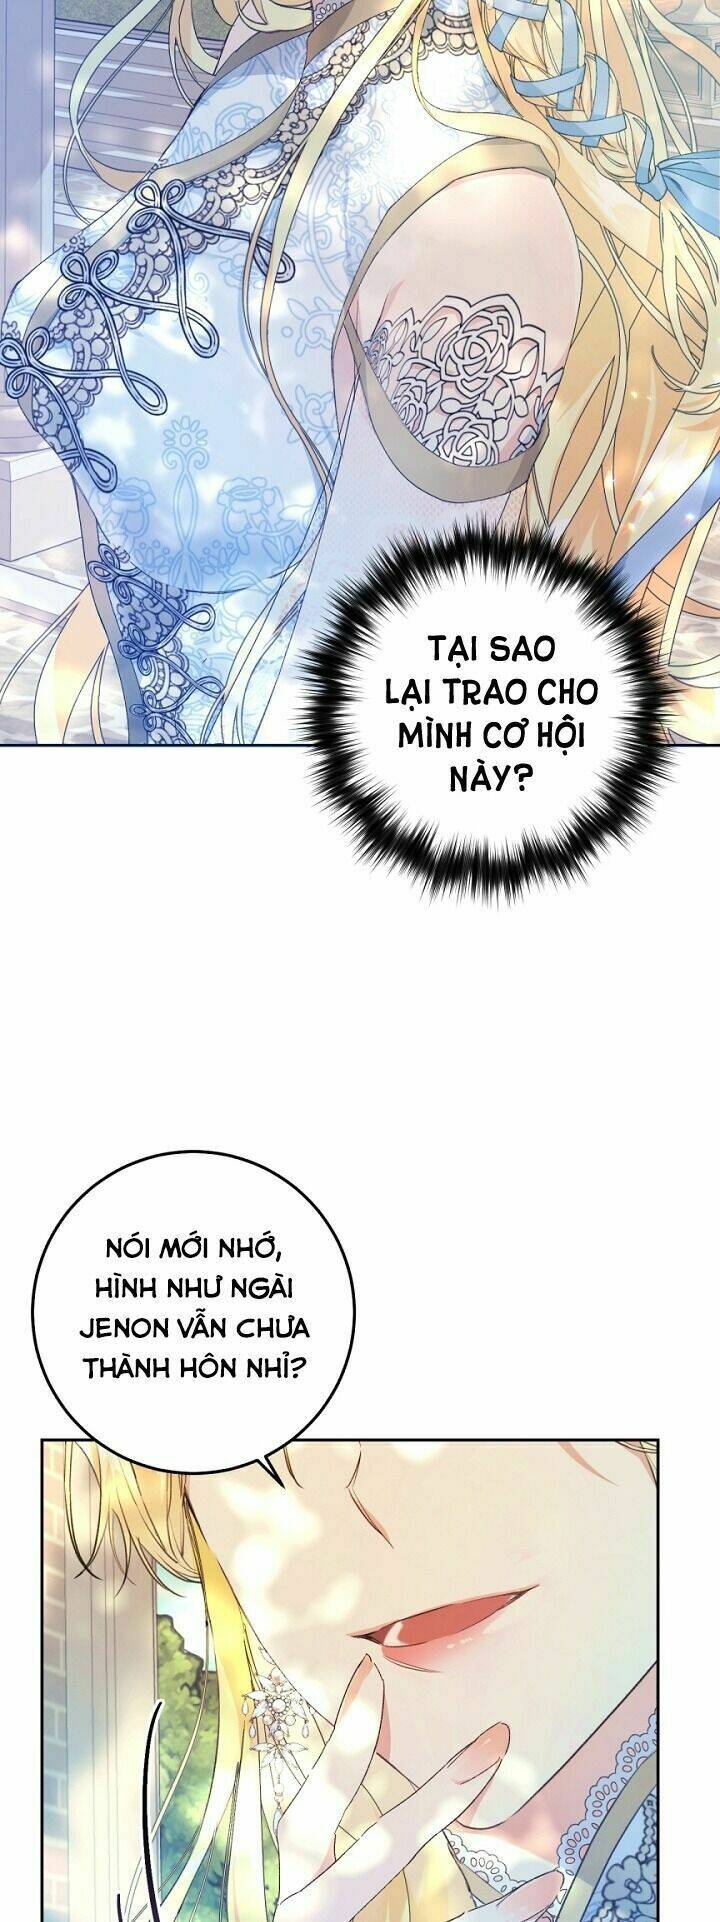 TẠI SAO
LẠI TRAO CHO
MÌNH CƠ HỘI
NÀY?
NÓI MỚI NHỚ,
HÌNH NHƯ NGÀI
JENON VẪN CHƯA
THÀNH HÔN NHỈ?